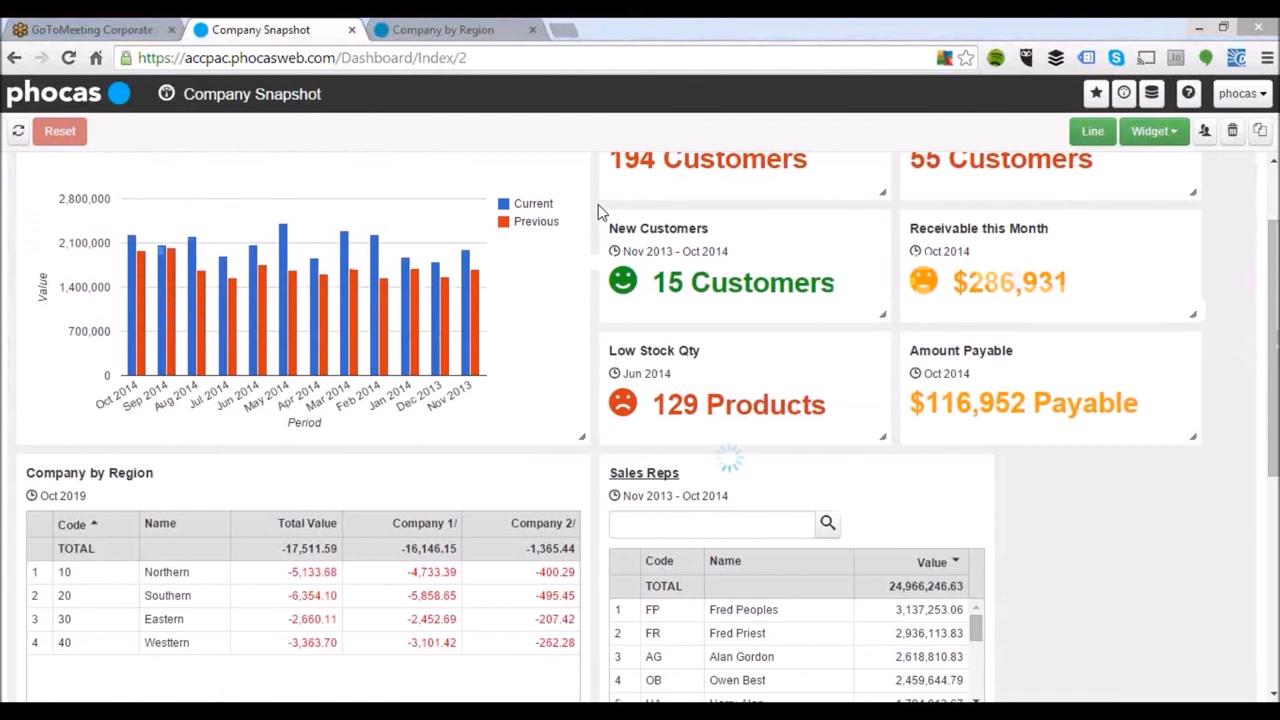 GoToMeeting Corporate
Company Snapshot
Company by Region
https://accpac.phocasweb.com/Dashboard/Index/2
phocas
Company Snapshot
phocas
Reset
Line
Widget
194 Customers
55 Customers
2,800,000
2,100,000
1,400,000
700,000
0
Value
Current
Previous
Oct 2014
Sep 2014
Aug 2014
Jul 2014
Jun 2014
May 2014
Apr 2014
Mar 2014
Feb 2014
Jan 2014
Dec 2013
Nov 2013
Period
New Customers
Nov 2013 - Oct 2014
15 Customers
Receivable this Month
Oct 2014
$286,931
Low Stock Qty
Jun 2014
129 Products
Amount Payable
Oct 2014
$116,952 Payable
Company by Region
Oct 2019
Code Name Total Value Company 1/ Company 2/
TOTAL -17,511.59 -16,146.15 -1,365.44
1 10 Northern -5,133.68 -4,733.39 -400.29
2 20 Southern -6,354.10 -5,858.65 -495.45
3 30 Eastern -2,660.11 -2,452.69 -207.42
4 40 Westtern -3,363.70 -3,101.42 -262.28
Sales Reps
Nov 2013 - Oct 2014
Code Name Value
TOTAL 24,966,246.63
1 FP Fred Peoples 3,137,253.06
2 FR Fred Priest 2,936,113.83
3 AG Alan Gordon 2,618,810.83
4 OB Owen Best 2,459,644.79